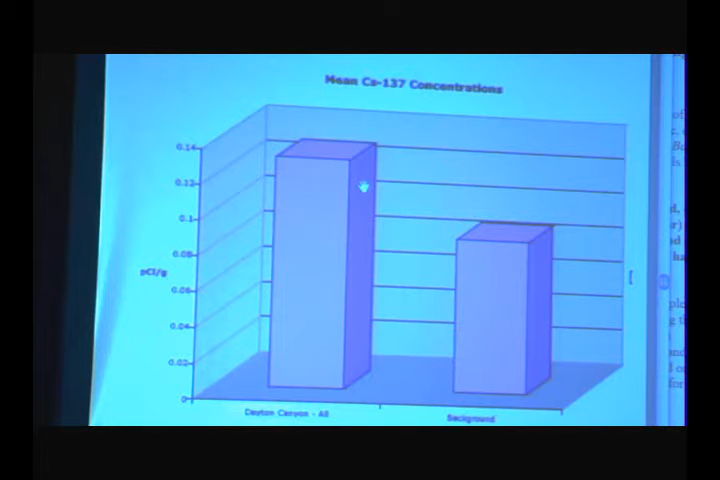 Mean Cs-137 Concentrations
0.14
0.12
0.1
0.08
pCi/g
0.06
0.04
0.02
0
Dayton Canyon - All
Background